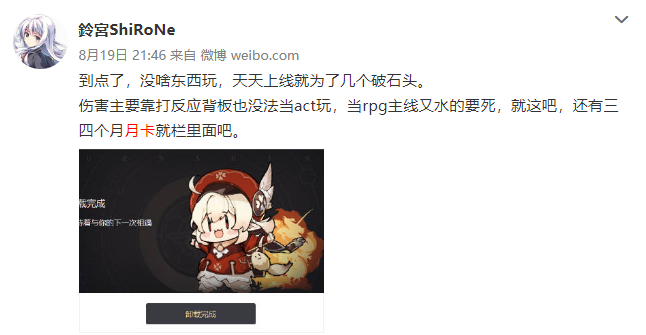 鈴宮ShiRoNe
8月19日 21:46 来自 微博 weibo.com
到点了，没啥东西玩，天天上线就为了几个破石头。
伤害主要靠打反应背板也没法当act玩，当rpg主线又水的要死，就这吧，还有三
四个月月卡就栏里面吧。
载完成
待着与你的下一次相遇
卸载完成